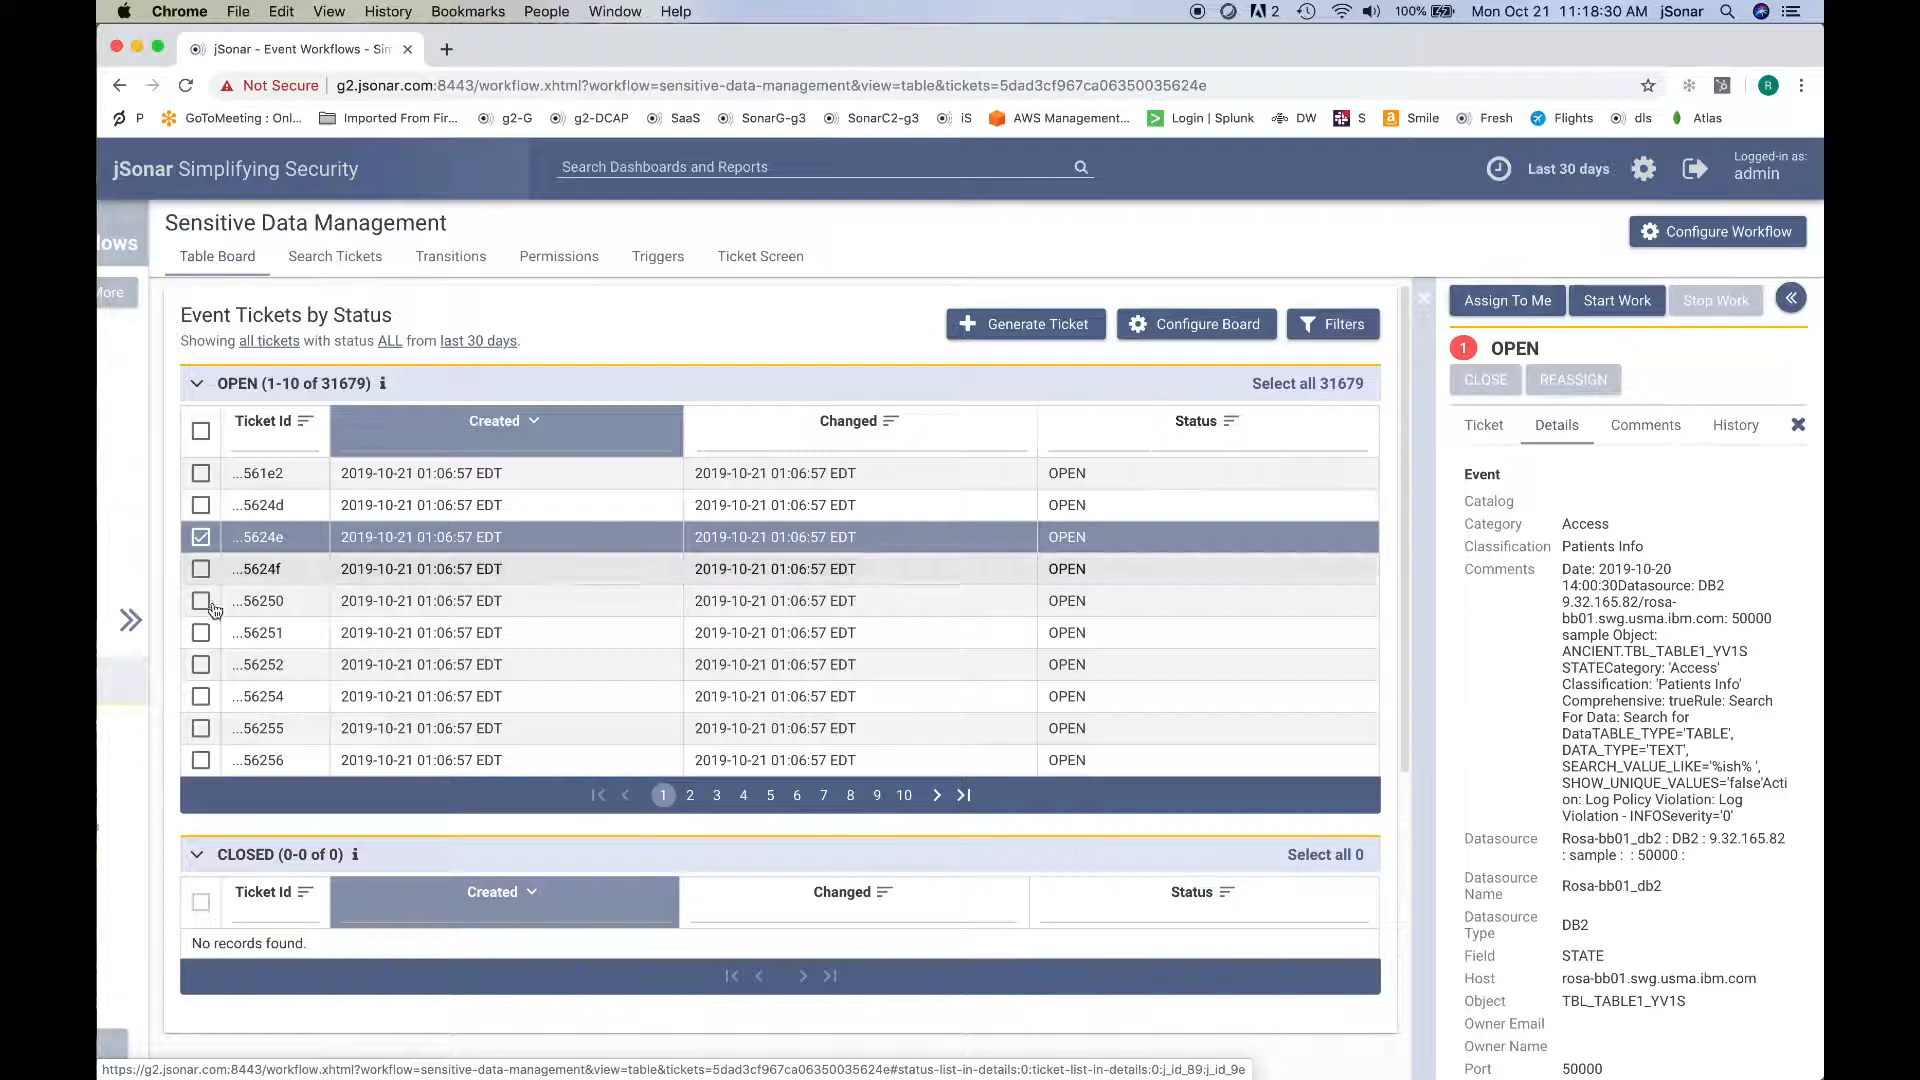 Chrome File Edit View History Bookmarks People Window Help
2 100% Mon Oct 21 11:18:30 AM jSonar
jSonar - Event Workflows - Sim
Not Secure g2.jsonar.com:8443/workflow.xhtml?workflow=sensitive-data-management&view=table&tickets=5dad3cf967ca06350035624e R
P GoToMeeting : Onl... Imported From Fir... g2-G g2-DCAP SaaS SonarG-g3 SonarC2-g3 iS AWS Management... Login | Splunk DW S Smile Fresh Flights dls Atlas
jSonar Simplifying Security
Search Dashboards and Reports
Last 30 days
Logged-in as:
admin
lows
More
Sensitive Data Management
Configure Workflow
Table Board Search Tickets Transitions Permissions Triggers Ticket Screen
Event Tickets by Status
Showing all tickets with status ALL from last 30 days.
Generate Ticket Configure Board Filters
OPEN (1-10 of 31679) Select all 31679
Ticket Id Created Changed Status
...561e2 2019-10-21 01:06:57 EDT 2019-10-21 01:06:57 EDT OPEN
...5624d 2019-10-21 01:06:57 EDT 2019-10-21 01:06:57 EDT OPEN
...5624e 2019-10-21 01:06:57 EDT 2019-10-21 01:06:57 EDT OPEN
...5624f 2019-10-21 01:06:57 EDT 2019-10-21 01:06:57 EDT OPEN
...56250 2019-10-21 01:06:57 EDT 2019-10-21 01:06:57 EDT OPEN
...56251 2019-10-21 01:06:57 EDT 2019-10-21 01:06:57 EDT OPEN
...56252 2019-10-21 01:06:57 EDT 2019-10-21 01:06:57 EDT OPEN
...56254 2019-10-21 01:06:57 EDT 2019-10-21 01:06:57 EDT OPEN
...56255 2019-10-21 01:06:57 EDT 2019-10-21 01:06:57 EDT OPEN
...56256 2019-10-21 01:06:57 EDT 2019-10-21 01:06:57 EDT OPEN
1 2 3 4 5 6 7 8 9 10
CLOSED (0-0 of 0) Select all 0
Ticket Id Created Changed Status
No records found.
Assign To Me Start Work Stop Work
1 OPEN
CLOSE REASSIGN
Ticket Details Comments History
Event
Catalog
Category Access
Classification Patients Info
Comments Date: 2019-10-20
14:00:30Datasource: DB2
9.32.165.82/rosa-
bb01.swg.usma.ibm.com: 50000
sample Object:
ANCIENT.TBL_TABLE1_YV1S
STATECategory: 'Access'
Classification: 'Patients Info'
Comprehensive: trueRule: Search
For Data: Search for
DataTABLE_TYPE='TABLE',
DATA_TYPE='TEXT',
SEARCH_VALUE_LIKE='%ish% ',
SHOW_UNIQUE_VALUES='false'Acti
on: Log Policy Violation: Log
Violation - INFOSeverity='0'
Datasource Rosa-bb01_db2 : DB2 : 9.32.165.82
: sample : : 50000 :
Datasource
Name Rosa-bb01_db2
Datasource
Type DB2
Field STATE
Host rosa-bb01.swg.usma.ibm.com
Object TBL_TABLE1_YV1S
Owner Email
Owner Name
Port 50000
https://g2.jsonar.com:8443/workflow.xhtml?workflow=sensitive-data-management&view=table&tickets=5dad3cf967ca06350035624e#status-list-in-details:0:ticket-list-in-details:0:j_id_89:j_id_9e